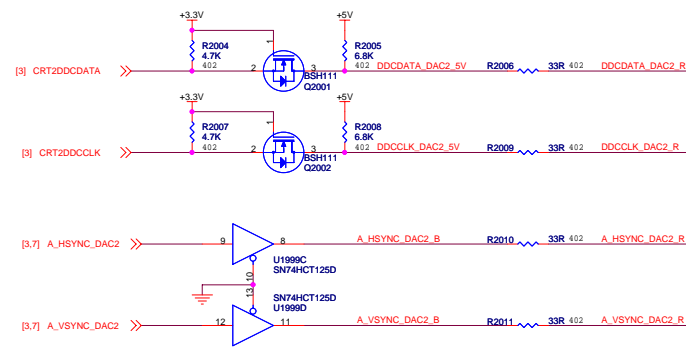 +3.3V
+5V
1
R2004
4.7K
402
R2005
6.8K
402
[3] CRT2DDCDATA
2
3
DDCDATA_DAC2_5V
R2006
33R 402
DDCDATA_DAC2_R
BSH111
Q2001
+3.3V
+5V
1
R2007
4.7K
402
R2008
6.8K
402
[3] CRT2DDCCLK
2
3
DDCCLK_DAC2_5V
R2009
33R 402
DDCCLK_DAC2_R
BSH111
Q2002
[3,7] A_HSYNC_DAC2
9
8
A_HSYNC_DAC2_B
R2010
33R 402
A_HSYNC_DAC2_R
U1999C
SN74HCT125D
10
13
SN74HCT125D
U1999D
[3,7] A_VSYNC_DAC2
12
11
A_VSYNC_DAC2_B
R2011
33R 402
A_VSYNC_DAC2_R